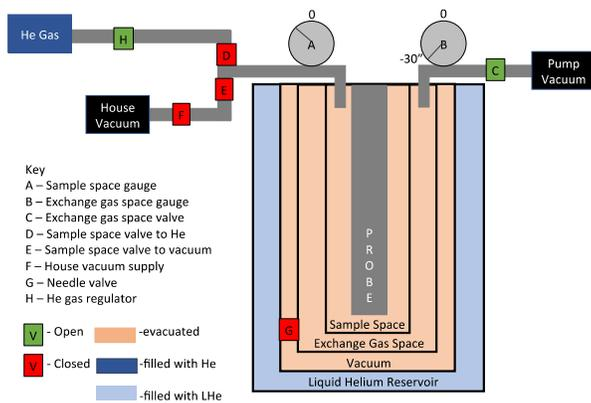 He Gas
H
D
E
F
House
Vacuum
0
A
0
B
-30"
C
Pump
Vacuum
Key
A – Sample space gauge
B – Exchange gas space gauge
C – Exchange gas space valve
D – Sample space valve to He
E – Sample space valve to vacuum
F – House vacuum supply
G – Needle valve
H – He gas regulator
V - Open
-evacuated
V - Closed
-filled with He
-filled with LHe
P
R
O
B
E
G
Sample Space
Exchange Gas Space
Vacuum
Liquid Helium Reservoir